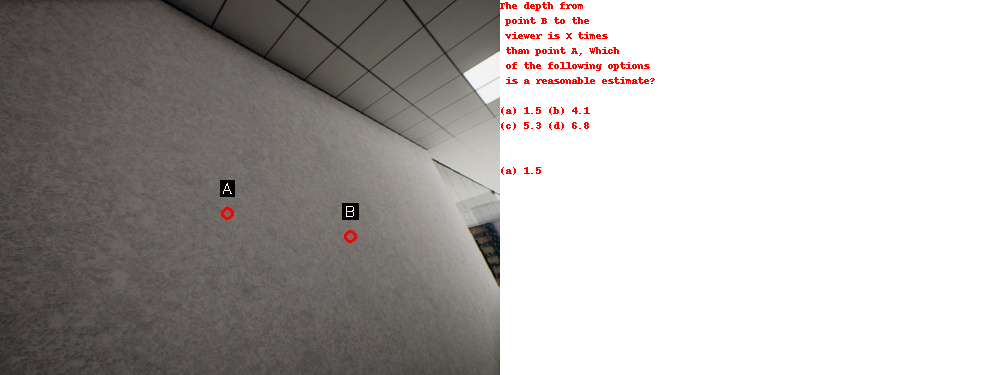 A
B
The depth from
point B to the
viewer is X times
than point A, Which
of the following options
is a reasonable estimate?
(a) 1.5 (b) 4.1
(c) 5.3 (d) 6.8
(a) 1.5